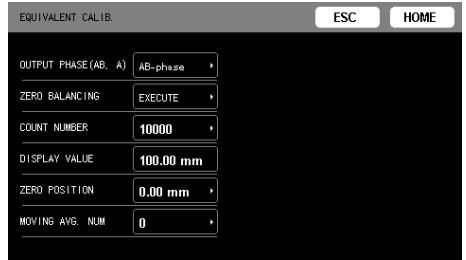 EQUIVALENT CALIB. ESC HOME
OUTPUT PHASE(AB, A) AB-phase
ZERO BALANCING EXECUTE
COUNT NUMBER 10000
DISPLAY VALUE 100.00 mm
ZERO POSITION 0.00 mm
MOVING AVG. NUM 0